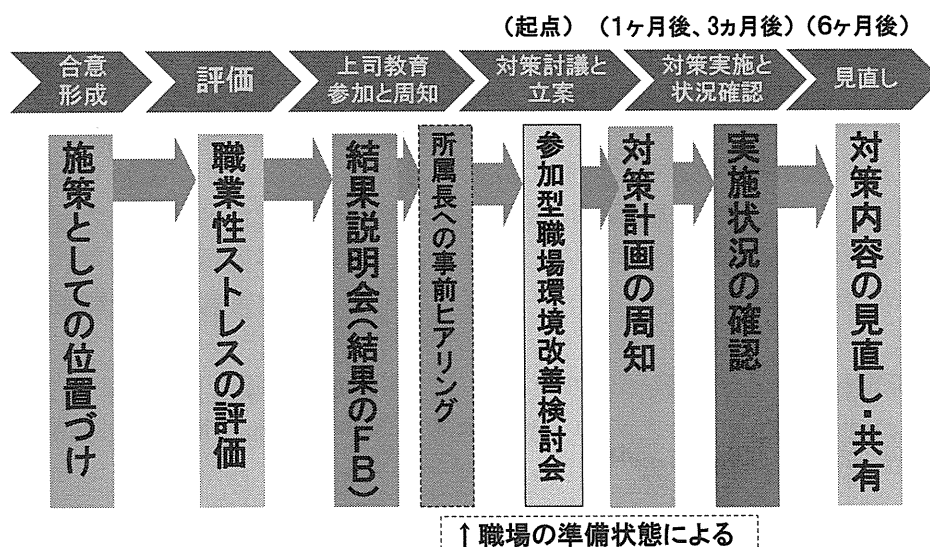 （起点）
（1ヶ月後、3ヵ月後）
（6ヶ月後）
合意
形成
評価
上司教育
参加と周知
対策討議と
立案
対策実施と
状況確認
見直し
施策としての位置づけ
職業性ストレスの評価
結果説明会（結果のＦＢ）
所属長への事前ヒアリング
参加型職場環境改善検討会
対策計画の周知
実施状況の確認
対策内容の見直し・共有
↑職場の準備状態による